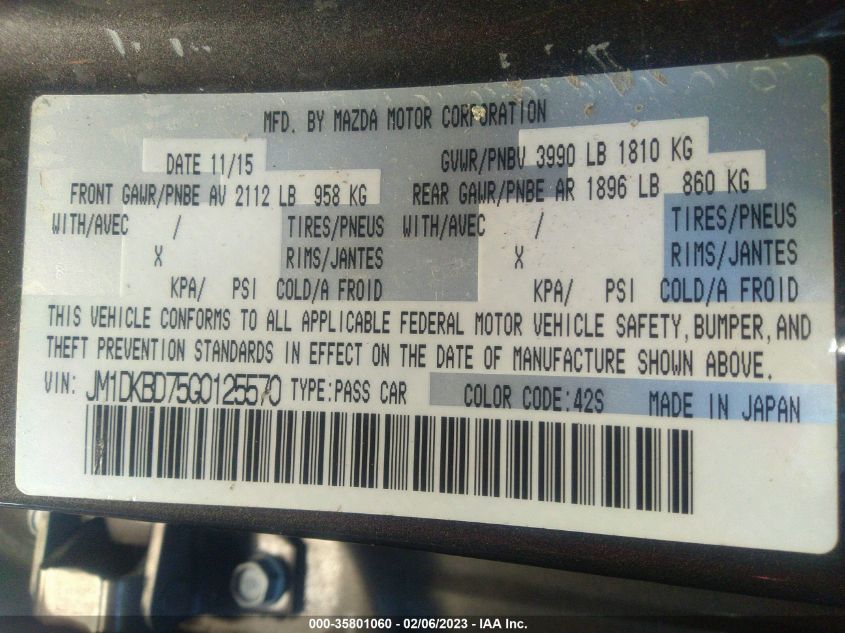 MFD. BY MAZDA MOTOR CORPORATION
DATE 11/15 GVWR/PNBV 3990 LB 1810 KG
FRONT GAWR/PNBE AV 2112 LB 958 KG REAR GAWR/PNBE AR 1896 LB 860 KG
WITH/AVEC / TIRES/PNEUS WITH/AVEC / TIRES/PNEUS
X RIMS/JANTES X RIMS/JANTES
KPA/ PSI COLD/A FROID KPA/ PSI COLD/A FROID
THIS VEHICLE CONFORMS TO ALL APPLICABLE FEDERAL MOTOR VEHICLE SAFETY, BUMPER, AND
THEFT PREVENTION STANDARDS IN EFFECT ON THE DATE OF MANUFACTURE SHOWN ABOVE.
VIN: JM1DKBD75G0125570 TYPE:PASS CAR COLOR CODE:42S MADE IN JAPAN
000-35801060 - 02/06/2023 - IAA Inc.